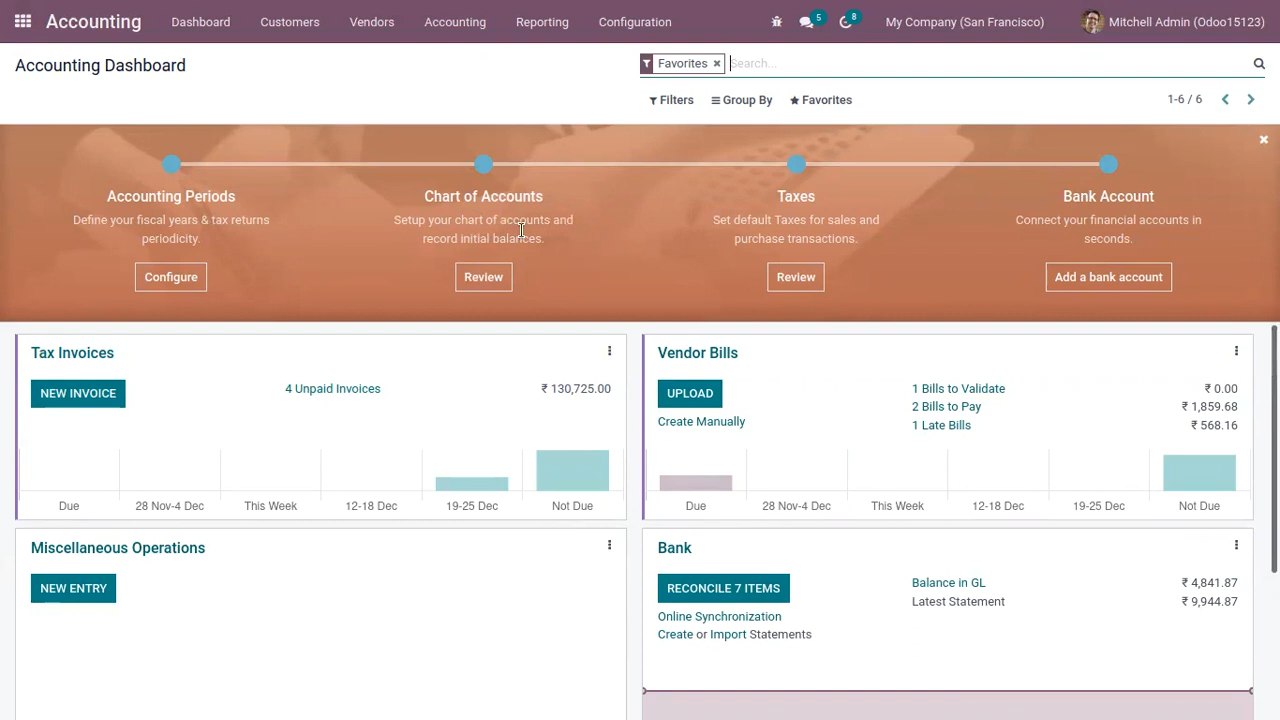 Accounting Dashboard Customers Vendors Accounting Reporting Configuration 5 8 My Company (San Francisco) Mitchell Admin (Odoo15123)
Accounting Dashboard
Favorites × Search...
Filters Group By Favorites 1-6 / 6
Accounting Periods
Define your fiscal years & tax returns
periodicity.
Configure
Chart of Accounts
Setup your chart of accounts and
record initial balances.
Review
Taxes
Set default Taxes for sales and
purchase transactions.
Review
Bank Account
Connect your financial accounts in
seconds.
Add a bank account
Tax Invoices
NEW INVOICE 4 Unpaid Invoices ₹ 130,725.00
Due 28 Nov-4 Dec This Week 12-18 Dec 19-25 Dec Not Due
Vendor Bills
UPLOAD
Create Manually
1 Bills to Validate ₹ 0.00
2 Bills to Pay ₹ 1,859.68
1 Late Bills ₹ 568.16
Due 28 Nov-4 Dec This Week 12-18 Dec 19-25 Dec Not Due
Miscellaneous Operations
NEW ENTRY
Bank
RECONCILE 7 ITEMS
Online Synchronization
Create or Import Statements
Balance in GL ₹ 4,841.87
Latest Statement ₹ 9,944.87